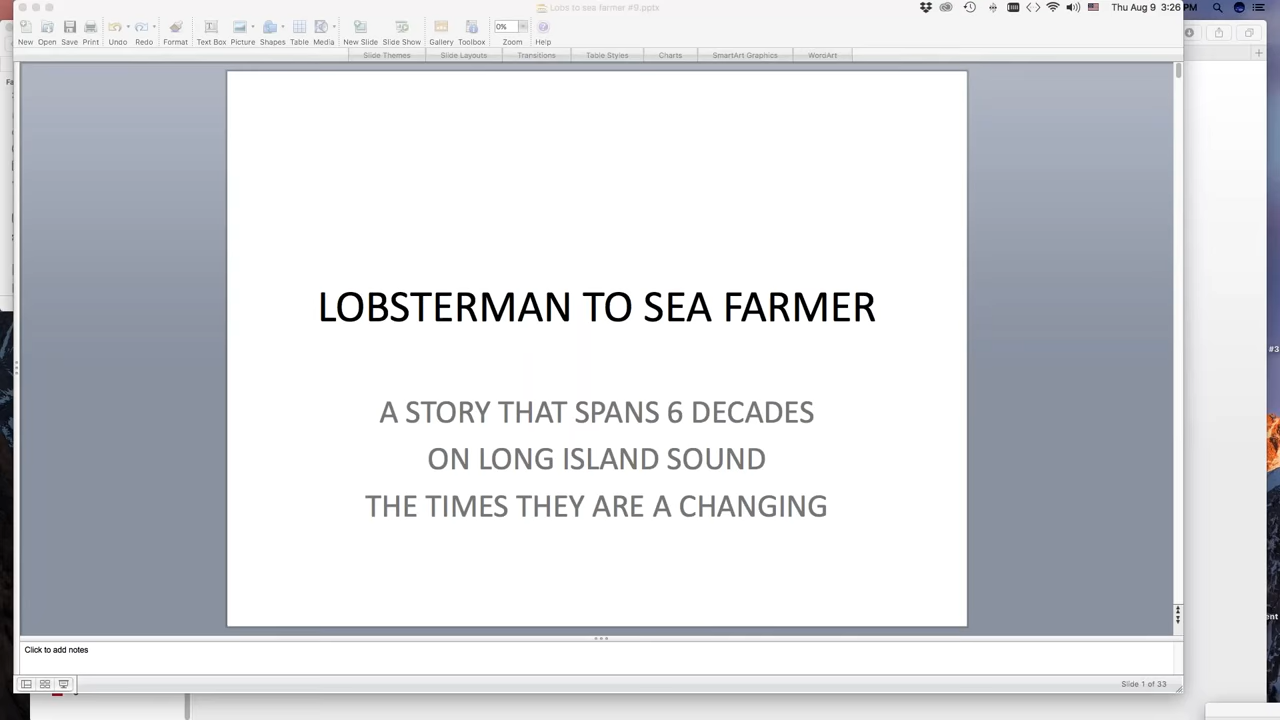 Lobs to sea farmer #9.pptx
Thu Aug 9 3:26 PM
New Open Save Print Undo Redo Format Text Box Picture Shapes Table Media New Slide Slide Show Gallery Toolbox Zoom Help
0%
Slide Themes Slide Layouts Transitions Table Styles Charts SmartArt Graphics WordArt
LOBSTERMAN TO SEA FARMER
A STORY THAT SPANS 6 DECADES
ON LONG ISLAND SOUND
THE TIMES THEY ARE A CHANGING
#3
Click to add notes
Slide 1 of 33